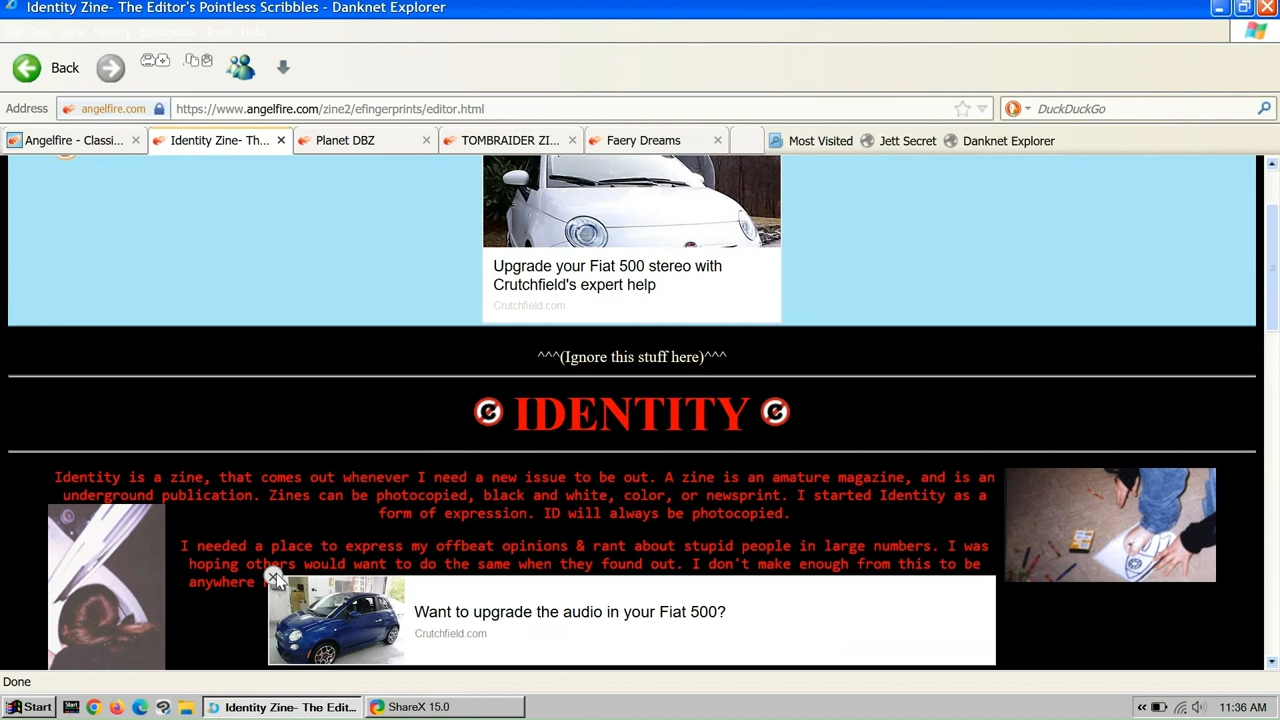 Identity Zine- The Editor's Pointless Scribbles - Danknet Explorer
File Edit View History Bookmarks Tools Help
Back
Address angelfire.com https://www.angelfire.com/zine2/efingerprints/editor.html DuckDuckGo
Angelfire - Classi... Identity Zine- Th... Planet DBZ TOMBRAIDER ZI... Faery Dreams Most Visited Jett Secret Danknet Explorer
Upgrade your Fiat 500 stereo with
Crutchfield's expert help
Crutchfield.com
^^^(Ignore this stuff here)^^^
IDENTITY
Identity is a zine, that comes out whenever I need a new issue to be out. A zine is an amature magazine, and is an
underground publication. Zines can be photocopied, black and white, color, or newsprint. I started Identity as a
form of expression. ID will always be photocopied.
I needed a place to express my offbeat opinions & rant about stupid people in large numbers. I was
hoping others would want to do the same when they found out. I don't make enough from this to be
anywhere
Want to upgrade the audio in your Fiat 500?
Crutchfield.com
Done
Start Identity Zine- The Edit... ShareX 15.0 11:36 AM